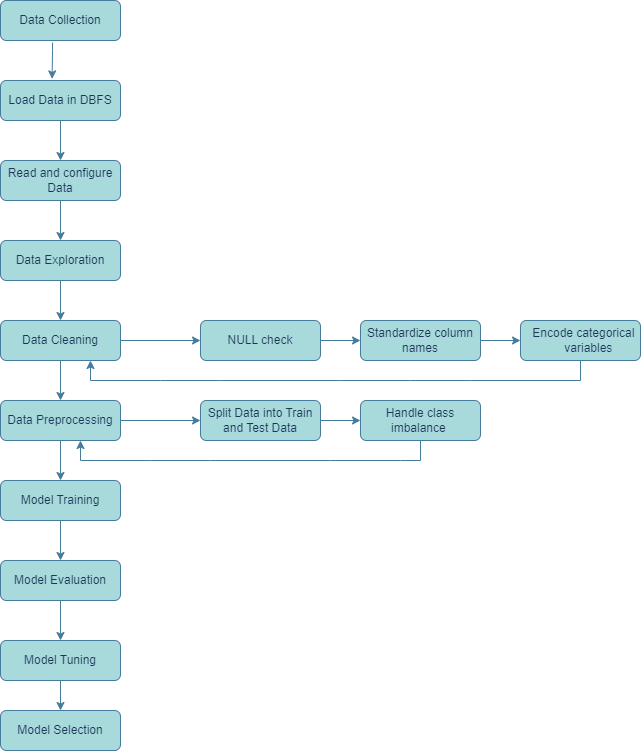 Data Collection
Load Data in DBFS
Read and configure
Data
Data Exploration
Data Cleaning
NULL check
Standardize column
names
Encode categorical
variables
Data Preprocessing
Split Data into Train
and Test Data
Handle class
imbalance
Model Training
Model Evaluation
Model Tuning
Model Selection